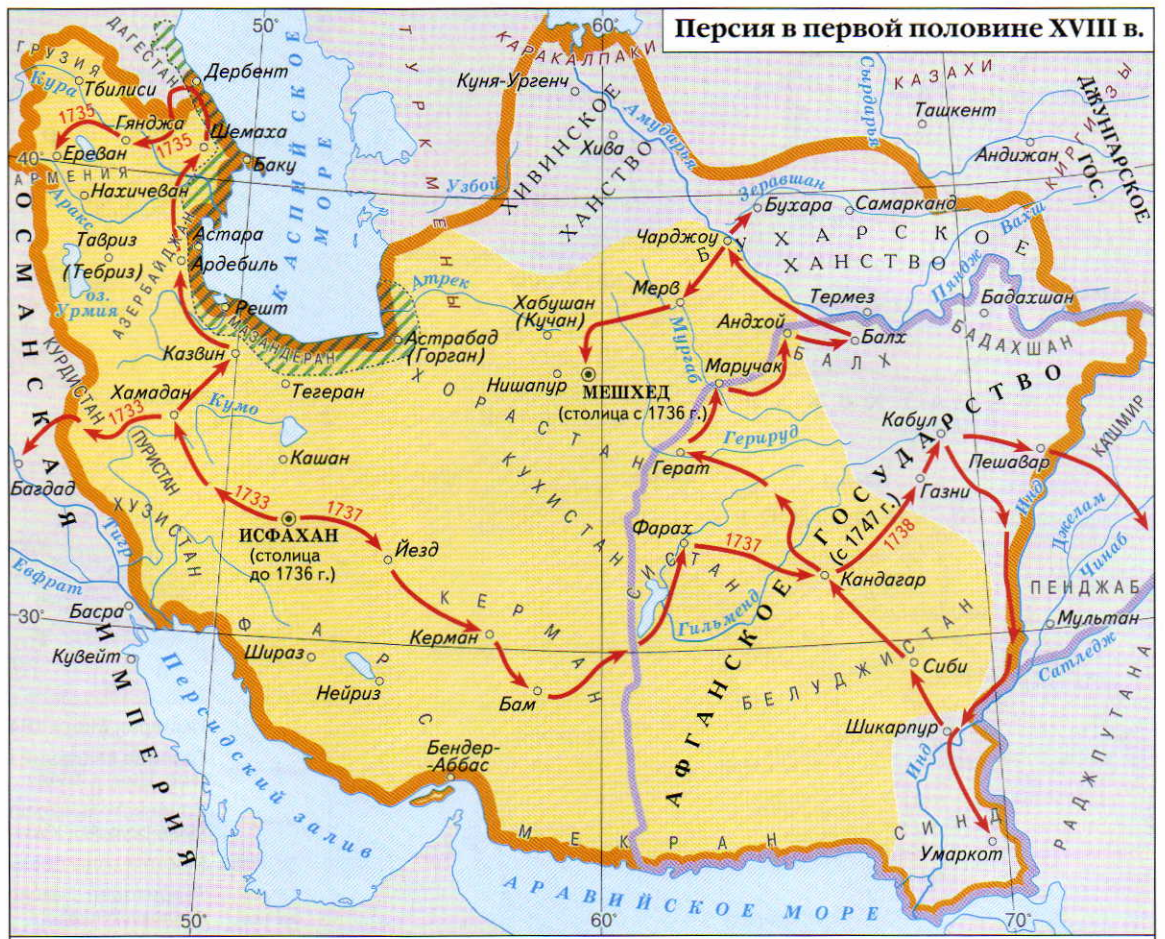 Персия в первой половине XVIII в.
50°
60°
ГРУЗИЯ
ДАГЕСТАН
Дербент
Кура
Тбилиси
1735
Гянджа
Шемаха
1735
40°
Ереван
Баку
АРМЕНИЯ
Нахичеван
Аракс
Тавриз
(Тебриз)
Астара
Ардебиль
АЗЕРБАЙДЖАН
оз.
Урмия
Решт
МАЗАНДЕРАН
КАСПИЙСКОЕ
МОРЕ
ТУРКМЕНЫ
КАРАКАЛПАКИ
Куня-Ургенч
Амударья
Хива
ХИВИНСКОЕ
ХАНСТВО
Узбой
Сырдарья
КАЗАХИ
Ташкент
КИРГИЗЫ
ДЖУНГАРСКОЕ
ГОС.
Андижан
Зеравшан
Бухара
Самарканд
Вахш
Чарджоу
БУХАРСКОЕ
ХАНСТВО
Пяндж
Атрек
Мерв
Термез
Бадахшан
БАДАХШАН
Хабушан
(Кучан)
Мургаб
Андхой
Балх
БАЛХ
Астрабад
(Горган)
Казвин
КУРДИСТАН
Хамадан
Тегеран
Кумо
Нишапур
МЕШХЕД
(столица с 1736 г.)
Маручак
ХОРАСТАН
1733
Герируд
Кабул
Пешавар
КАШМИР
ПУРИСТАН
Кашан
КУХИСТАН
Герат
Газни
Инд
Джелам
Багдад
ХУЗИСТАН
1733
1737
ИСФАХАН
(столица
до 1736 г.)
Йезд
Фарах
1737
1738
Чинаб
Тигр
Евфрат
СИСТАН
Кандагар
ПЕНДЖАБ
Басра
30°
КЕРМАН
Гильменд
Мультан
Керман
Сатледж
Кувейт
ФАРС
Шираз
Нейриз
Бам
Сиби
БЕЛУДЖИСТАН
АФГАНСКОЕ
ГОСУДАРСТВО
(с 1747 г.)
Шикарпур
Персидский залив
Бендер-
-Аббас
Инд
РАДЖПУТАНА
МЕКРАН
СИНД
Умаркот
ОСМАНСКАЯ
ИМПЕРИЯ
АРАВИЙСКОЕ МОРЕ
50°
60°
70°